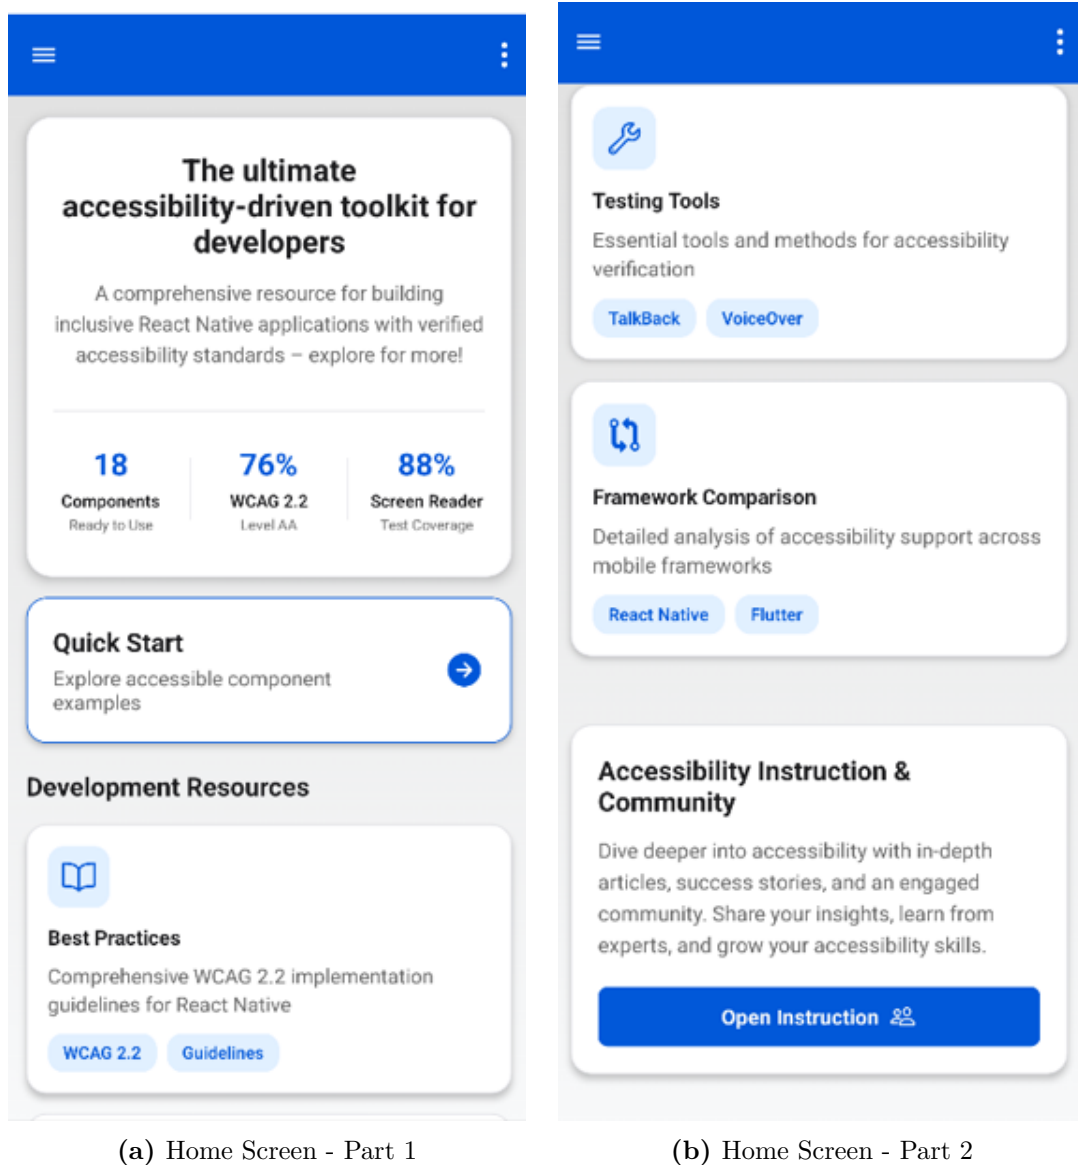 The ultimate
accessibility-driven toolkit for
developers
A comprehensive resource for building
inclusive React Native applications with verified
accessibility standards – explore for more!
18
Components
Ready to Use
76%
WCAG 2.2
Level AA
88%
Screen Reader
Test Coverage
Quick Start
Explore accessible component
examples
Development Resources
Best Practices
Comprehensive WCAG 2.2 implementation
guidelines for React Native
WCAG 2.2
Guidelines
(a) Home Screen - Part 1
Testing Tools
Essential tools and methods for accessibility
verification
TalkBack
VoiceOver
Framework Comparison
Detailed analysis of accessibility support across
mobile frameworks
React Native
Flutter
Accessibility Instruction &
Community
Dive deeper into accessibility with in-depth
articles, success stories, and an engaged
community. Share your insights, learn from
experts, and grow your accessibility skills.
Open Instruction
(b) Home Screen - Part 2